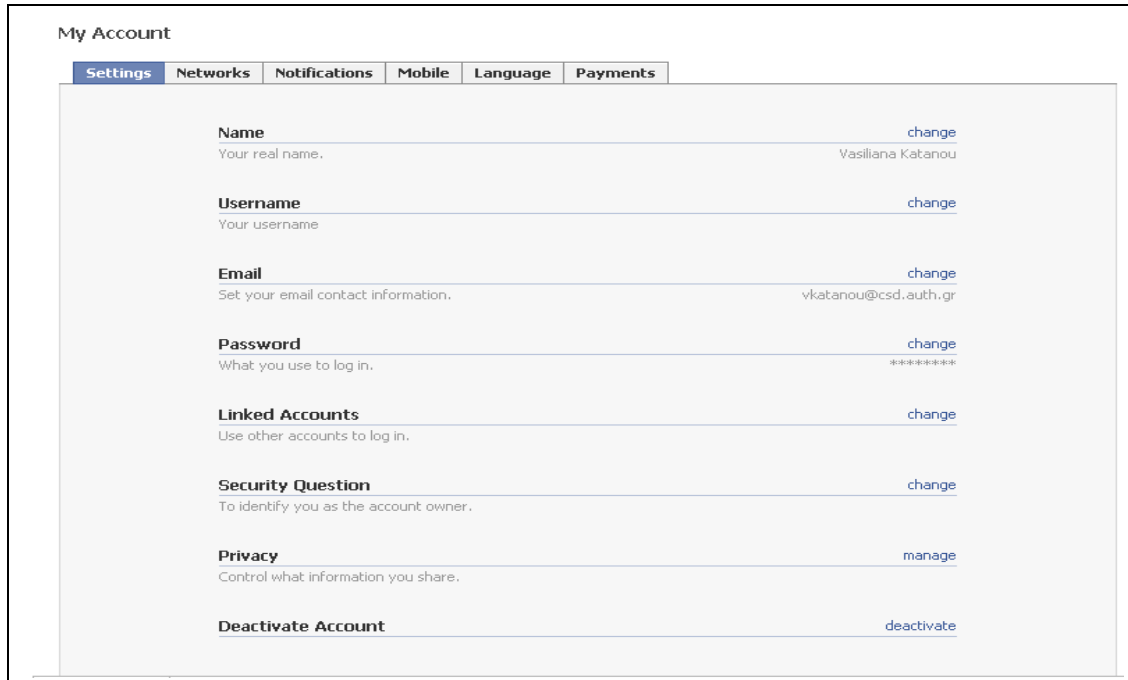 My Account
Settings Networks Notifications Mobile Language Payments
Name change
Your real name. Vasiliana Katanou
Username change
Your username
Email change
Set your email contact information. vkatanou@csd.auth.gr
Password change
What you use to log in. ********
Linked Accounts change
Use other accounts to log in.
Security Question change
To identify you as the account owner.
Privacy manage
Control what information you share.
Deactivate Account deactivate